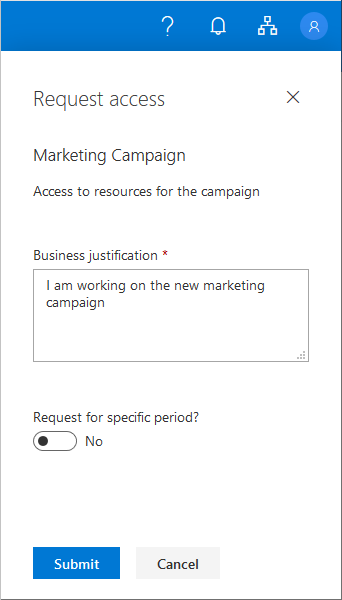 Request access
Marketing Campaign
Access to resources for the campaign
Business justification *
I am working on the new marketing
campaign
Request for specific period?
No
Submit
Cancel